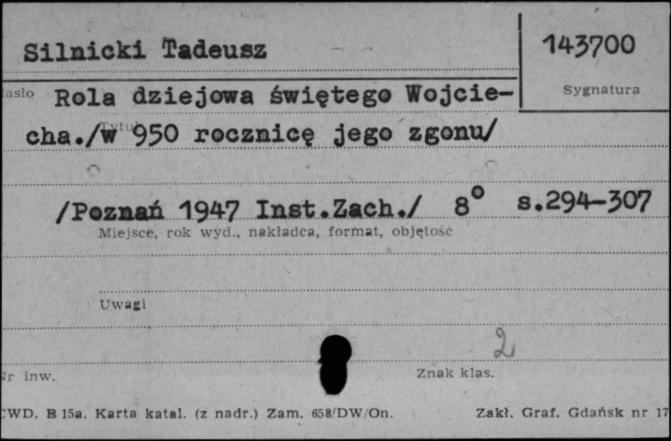 Silnicki Tadeusz 143700
Sygnatura
Rola dziejowa świętego Wojcie-
cha./w 950 rocznicę jego zgonu/
/Poznań 1947 Inst.Zach./ 8° s.294-307
Miejsce, rok wyd., nakładca, format, objętość
Uwagi
2
inw. Znak klas.
B 15a. Karta katal. (z nadr.) Zam. 658/DW/On. Zakł. Graf. Gdańsk nr 17